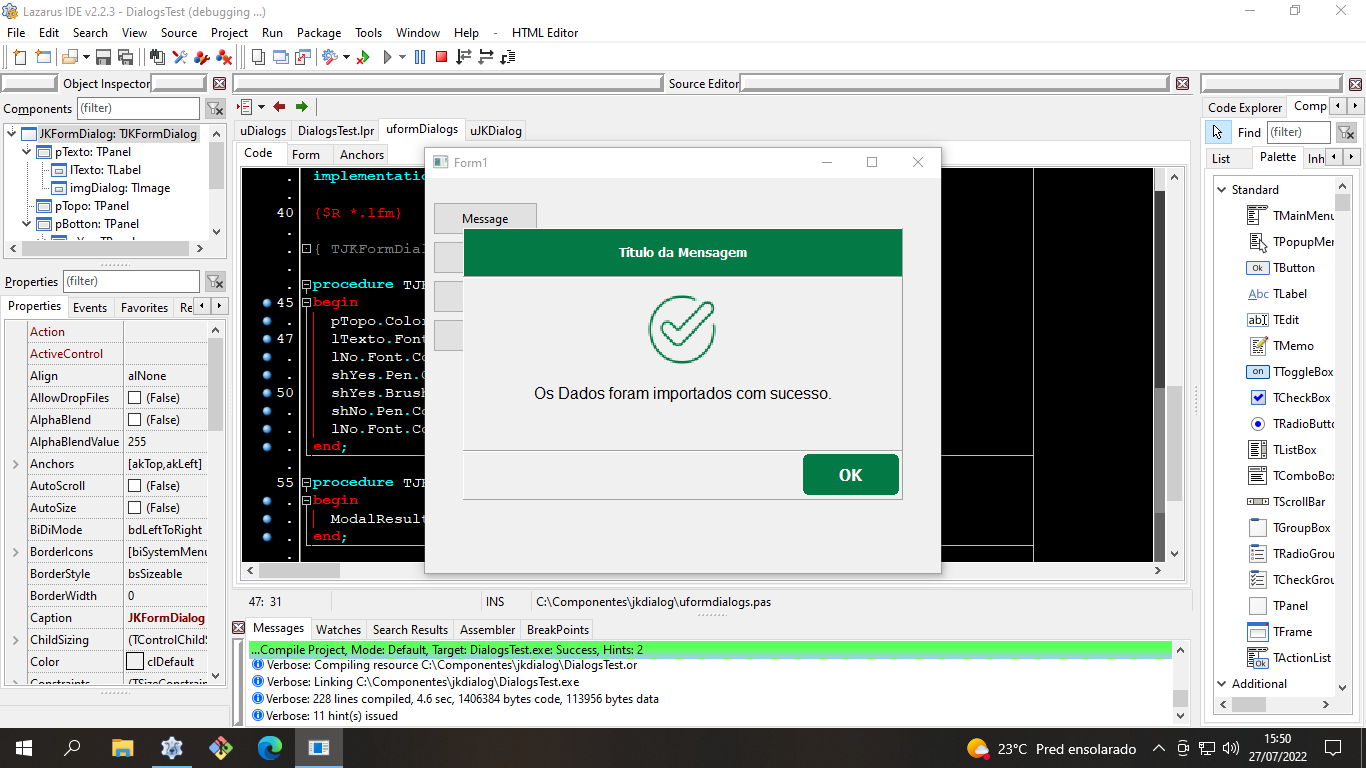 Lazarus IDE v2.2.3 - DialogsTest (debugging ...)
File Edit Search View Source Project Run Package Tools Window Help - HTML Editor
Object Inspector
Components (filter)
JKFormDialog: TJKFormDialog
pTexto: TPanel
lTexto: TLabel
imgDialog: TImage
pTopo: TPanel
pBotton: TPanel
Properties (filter)
Properties Events Favorites Re
Action
ActiveControl
Align alNone
AllowDropFiles (False)
AlphaBlend (False)
AlphaBlendValue 255
Anchors [akTop,akLeft]
AutoScroll (False)
AutoSize (False)
BiDiMode bdLeftToRight
BorderIcons [biSystemMenu
BorderStyle bsSizeable
BorderWidth 0
Caption JKFormDialog
ChildSizing (TControlChildS
Color clDefault
Constraints (TSizeConstrain
Source Editor
uDialogs DialogsTest.lpr uformDialogs uJKDialog
Code Form Anchors
implementatio
40 {$R *.lfm}
{ TJKFormDial
procedure TJK
45 begin
pTopo.Color
47 lTexto.Font
lNo.Font.Co
shYes.Pen.C
50 shYes.Brush
shNo.Pen.Co
lNo.Font.Co
end;
55 procedure TJK
begin
ModalResult
end;
47: 31 INS C:\Componentes\jkdialog\uformdialogs.pas
Form1
Message
Título da Mensagem
Os Dados foram importados com sucesso.
OK
Messages Watches Search Results Assembler BreakPoints
...Compile Project, Mode: Default, Target: DialogsTest.exe: Success, Hints: 2
Verbose: Compiling resource C:\Componentes\jkdialog\DialogsTest.or
Verbose: Linking C:\Componentes\jkdialog\DialogsTest.exe
Verbose: 228 lines compiled, 4.6 sec, 1406384 bytes code, 113956 bytes data
Verbose: 11 hint(s) issued
Code Explorer Comp
Find (filter)
List Palette Inh
Standard
TMainMenu
TPopupMen
Ok TButton
Abc TLabel
abI TEdit
TMemo
on TToggleBox
TCheckBox
TRadioButto
TListBox
TComboBox
TScrollBar
TGroupBox
TRadioGrou
TCheckGrou
TPanel
TFrame
Ok TActionList
Additional
23°C Pred ensolarado
15:50
27/07/2022